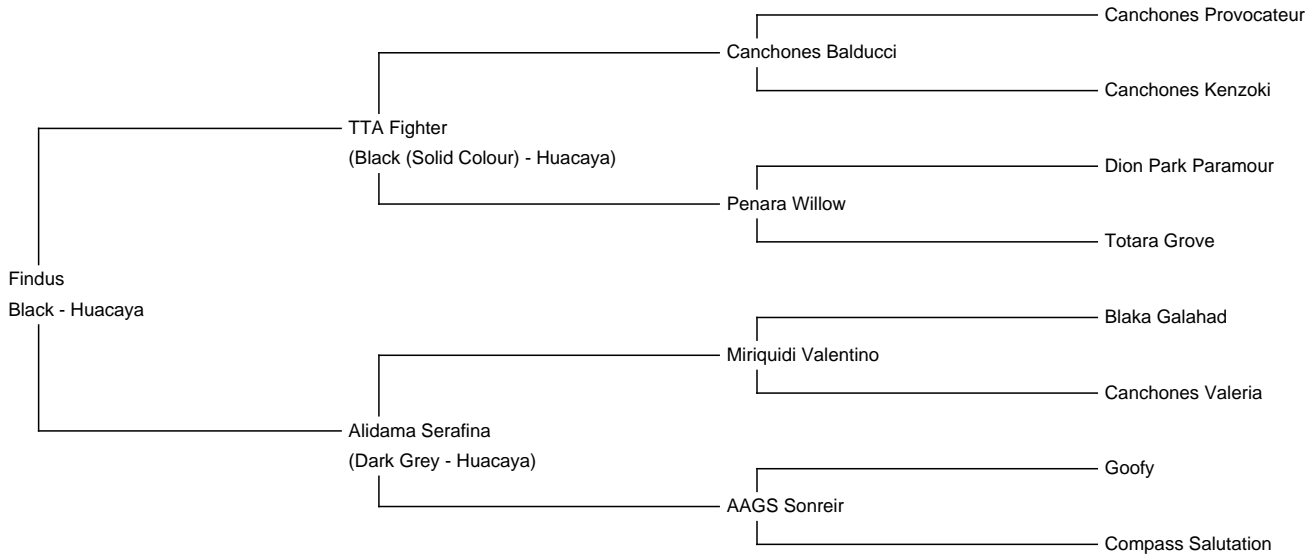 Canchones Provocateur
Canchones Balducci
Canchones Kenzoki
TTA Fighter
(Black (Solid Colour) - Huacaya)
Dion Park Paramour
Penara Willow
Totara Grove
Findus
Black - Huacaya
Blaka Galahad
Miriquidi Valentino
Canchones Valeria
Alidama Serafina
(Dark Grey - Huacaya)
Goofy
AAGS Sonreir
Compass Salutation